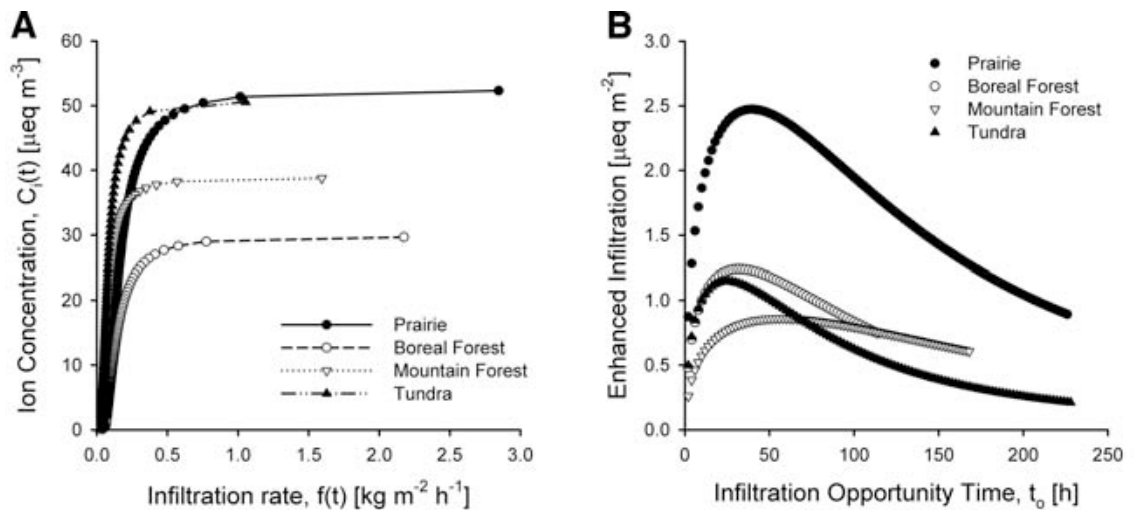 A
60
50
40
30
20
10
0
Ion Concentration, Cᵢ(t) [μeq m⁻³]
Prairie
Boreal Forest
Mountain Forest
Tundra
0.0 0.5 1.0 1.5 2.0 2.5 3.0
Infiltration rate, f(t) [kg m⁻² h⁻¹]
B
3.0
2.5
2.0
1.5
1.0
0.5
0.0
Enhanced Infiltration [μeq m⁻²]
Prairie
Boreal Forest
Mountain Forest
Tundra
0 50 100 150 200 250
Infiltration Opportunity Time, tₒ [h]